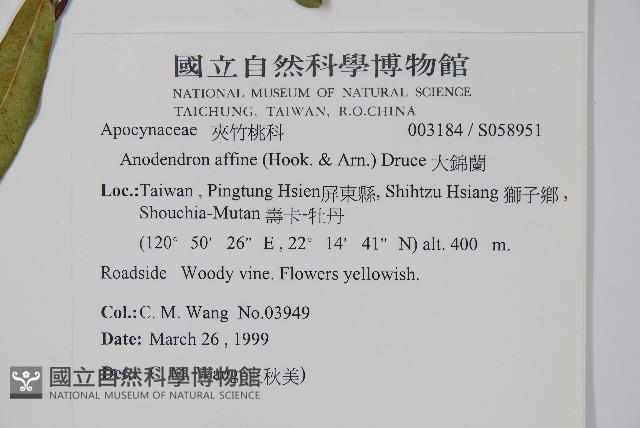 國立自然科學博物館
NATIONAL MUSEUM OF NATURAL SCIENCE
TAICHUNG, TAIWAN, R.O.CHINA
Apocynaceae 夾竹桃科 003184 / S058951
Anodendron affine (Hook. & Arn.) Druce 大錦蘭
Loc.:Taiwan , Pingtung Hsien屏東縣, Shihtzu Hsiang 獅子鄉 ,
Shouchia-Mutan 壽卡-牡丹
(120° 50' 26" E , 22° 14' 41" N) alt. 400 m.
Roadside Woody vine. Flowers yellowish.
Col.:C. M. Wang No.03949
Date: March 26 , 1999
秋美)
國立自然科學博物館
NATIONAL MUSEUM OF NATURAL SCIENCE